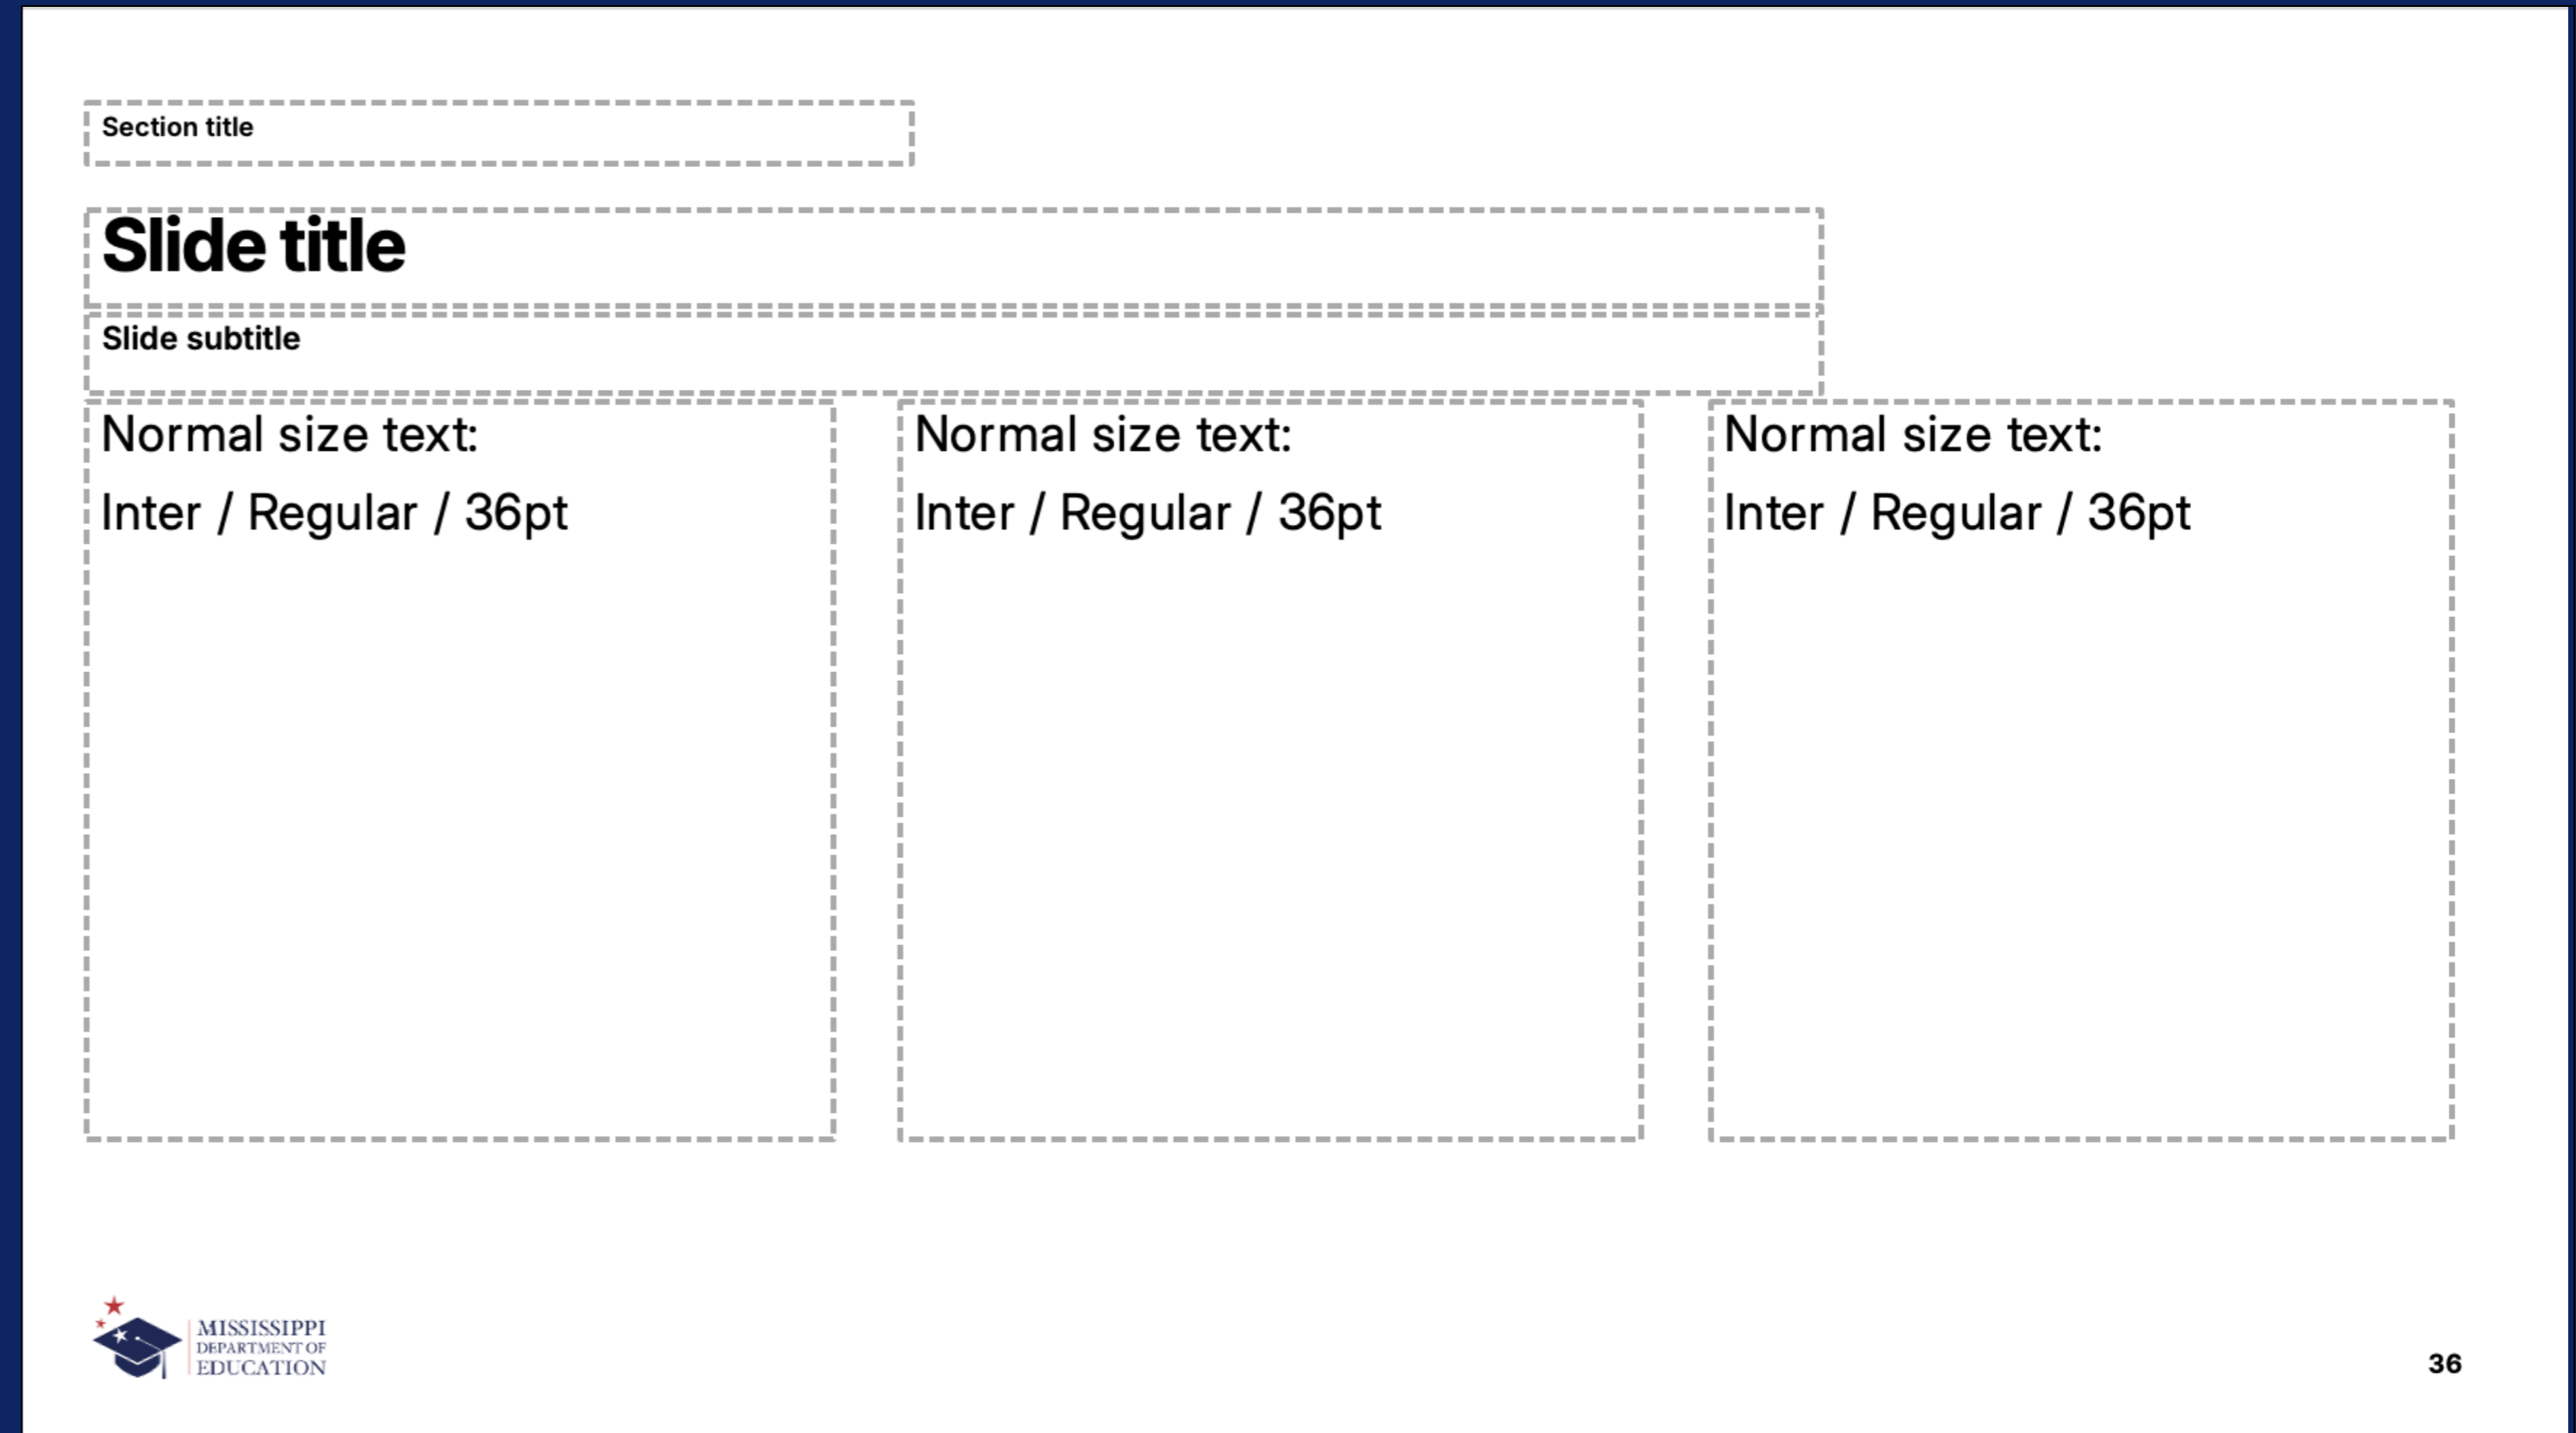 Section title
Slide title
Slide subtitle
Normal size text:
Inter / Regular / 36pt
Normal size text:
Inter / Regular / 36pt
Normal size text:
Inter / Regular / 36pt
MISSISSIPPI
DEPARTMENT OF
EDUCATION
36